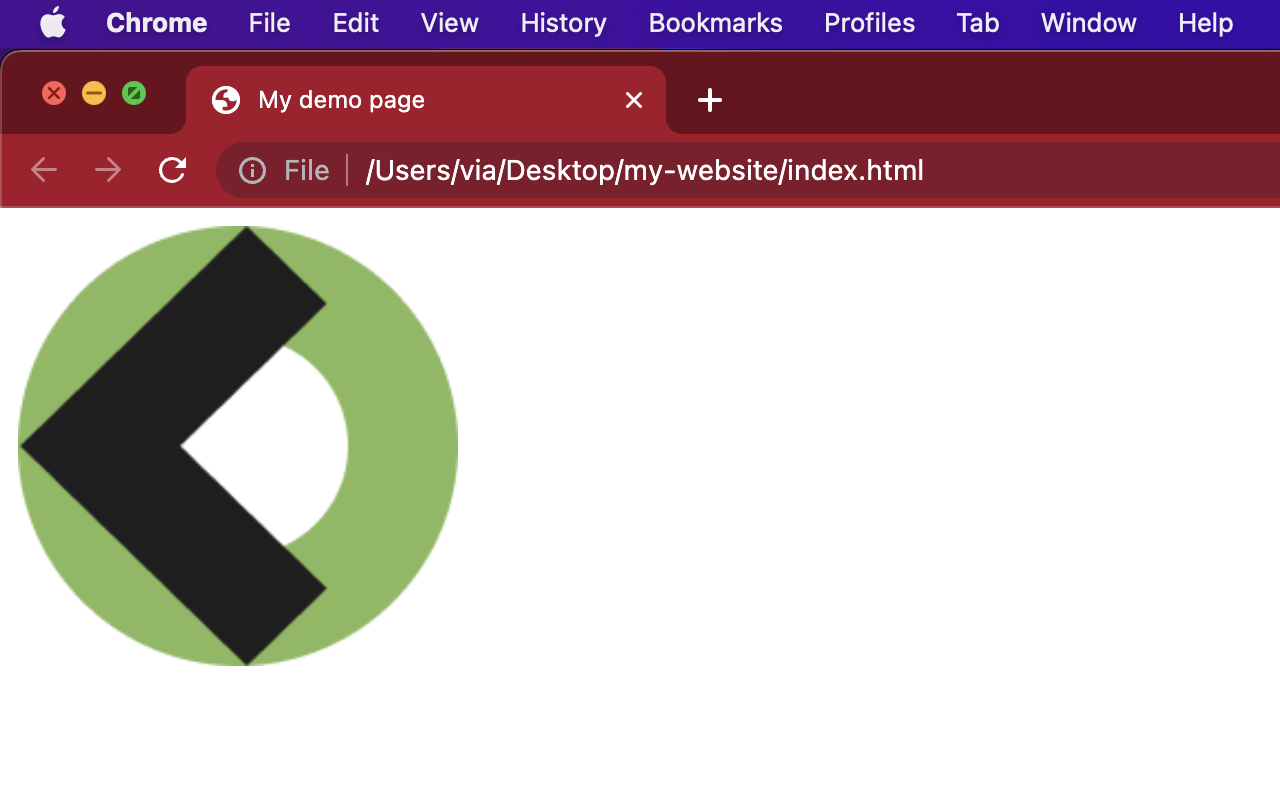 Chrome File Edit View History Bookmarks Profiles Tab Window Help
My demo page
File /Users/via/Desktop/my-website/index.html